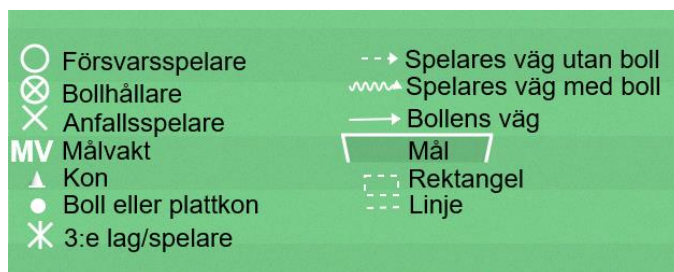 Försvarsspelare
Bollhållare
Anfallsspelare
MV Målvakt
Kon
Boll eller plattkon
3:e lag/spelare
Spelares väg utan boll
Spelares väg med boll
Bollens väg
Mål
Rektangel
Linje